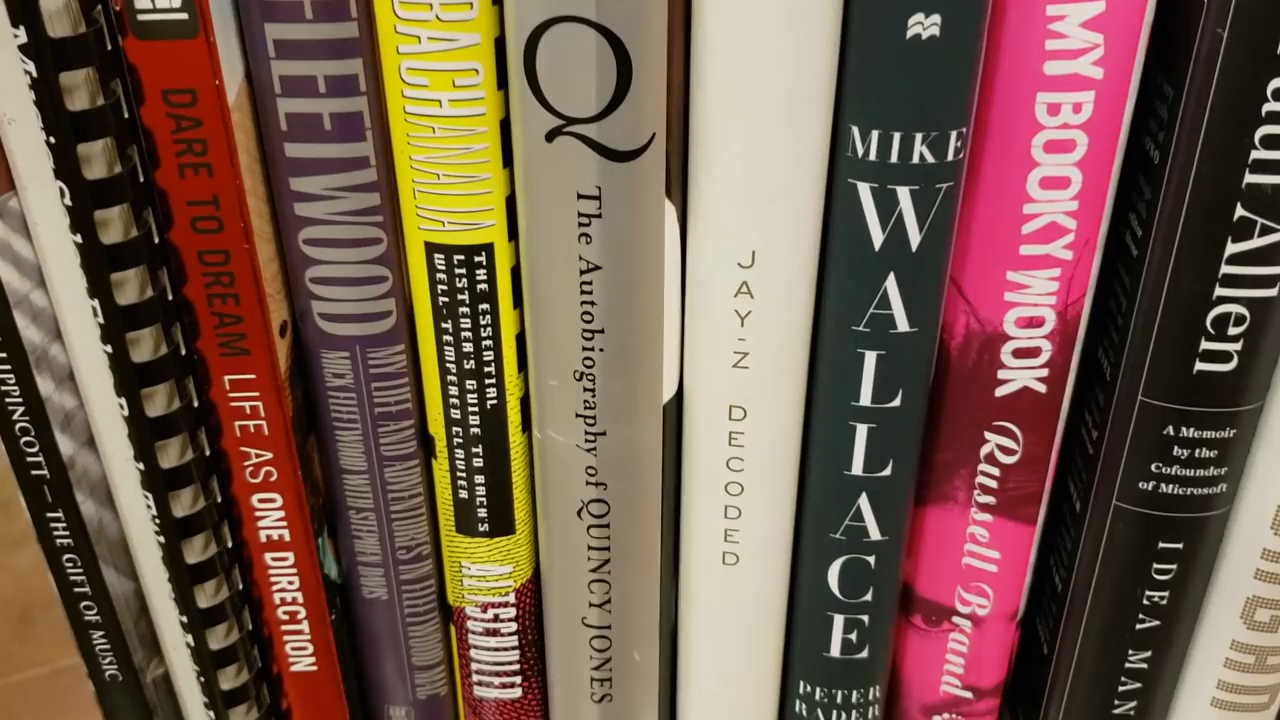 LIPPINCOTT — THE GIFT OF MUSIC
DARE TO DREAM LIFE AS ONE DIRECTION
FLEETWOOD
MY LIFE AND ADVENTURES IN FLEETWOOD MAC
MICK FLEETWOOD WITH STEPHEN DAVIS
BACHANALIA
THE ESSENTIAL
LISTENER'S GUIDE TO BACH'S
WELL-TEMPERED CLAVIER
ALTSCHULER
Q
The Autobiography of QUINCY JONES
JAY-Z DECODED
MIKE
WALLACE
PETER
RADER
MY BOOKY WOOK Russell Brand
Paul Allen
A Memoir
by the
Cofounder
of Microsoft
IDEA MAN